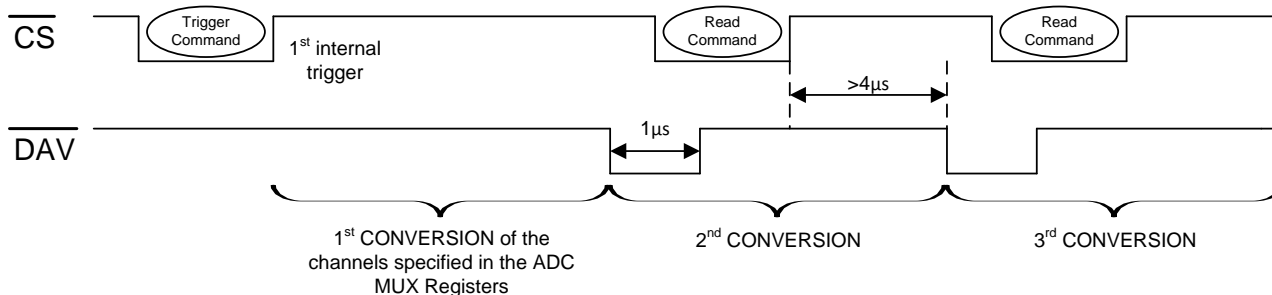 CS
Trigger
Command
1st internal
trigger
Read
Command
Read
Command
>4µs
DAV
1µs
1st CONVERSION of the
channels specified in the ADC
MUX Registers
2nd CONVERSION
3rd CONVERSION